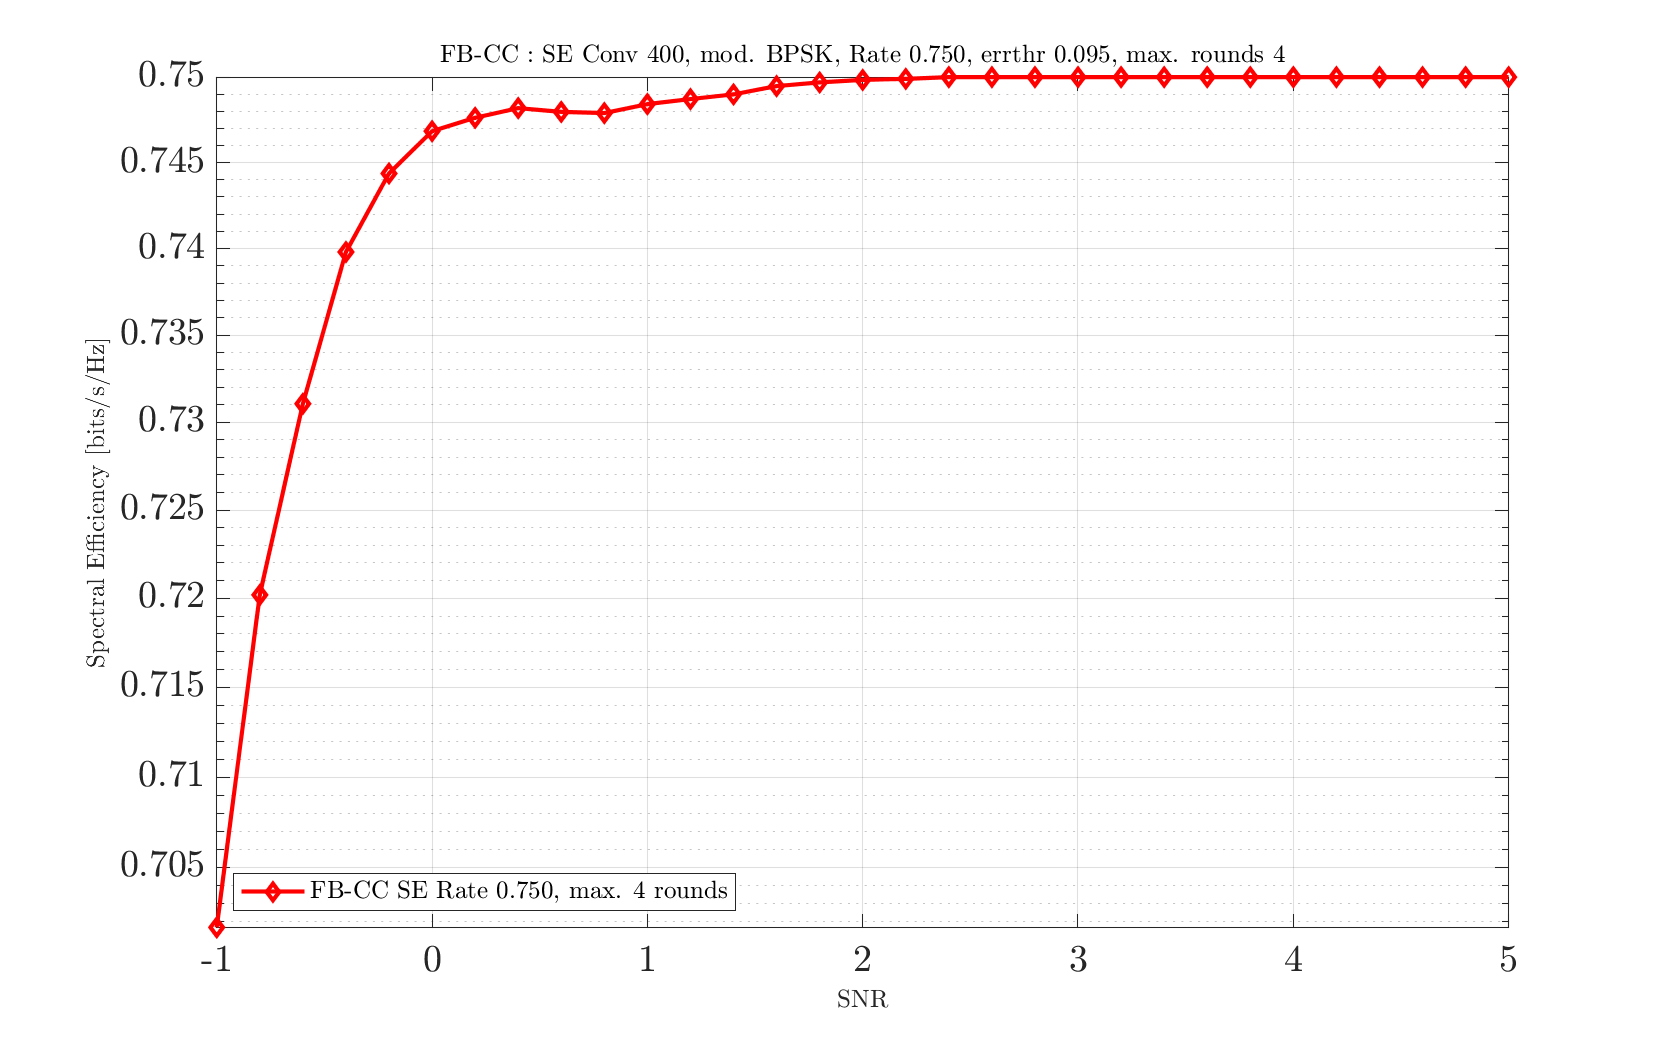 FB-CC : SE Conv 400, mod. BPSK, Rate 0.750, errthr 0.095, max. rounds 4
0.75
0.745
0.74
0.735
0.73
0.725
0.72
0.715
0.71
0.705
Spectral Efficiency [bits/s/Hz]
FB-CC SE Rate 0.750, max. 4 rounds
-1 0 1 2 3 4 5
SNR